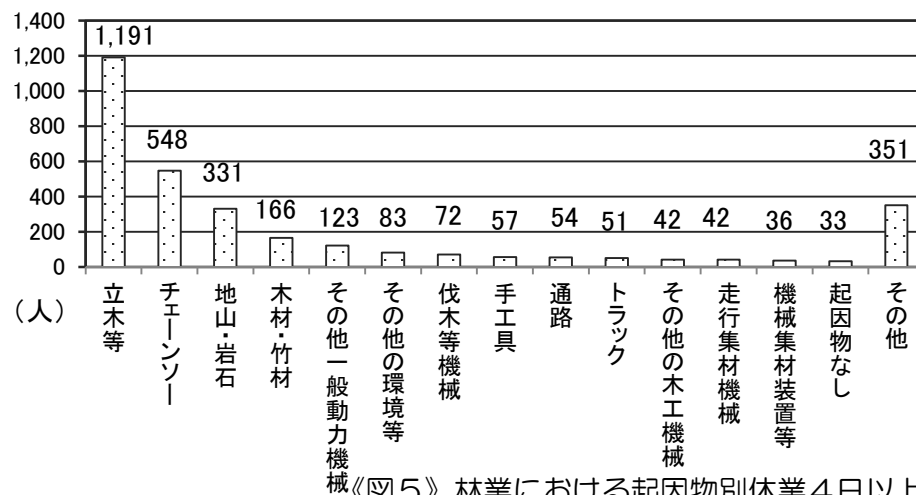 1,400
1,200
1,000
800
600
400
200
0
(人)
1,191
548
331
166
123
83
72
57
54
51
42
42
36
33
351
立木等
チェーンソー
地山・岩石
木材・竹材
その他一般動力機械
その他の環境等
伐木等機械
手工具
通路
トラック
その他の木工機械
走行集材機械
機械集材装置等
起因物なし
その他
《図5》林業における起因物別休業4日以上